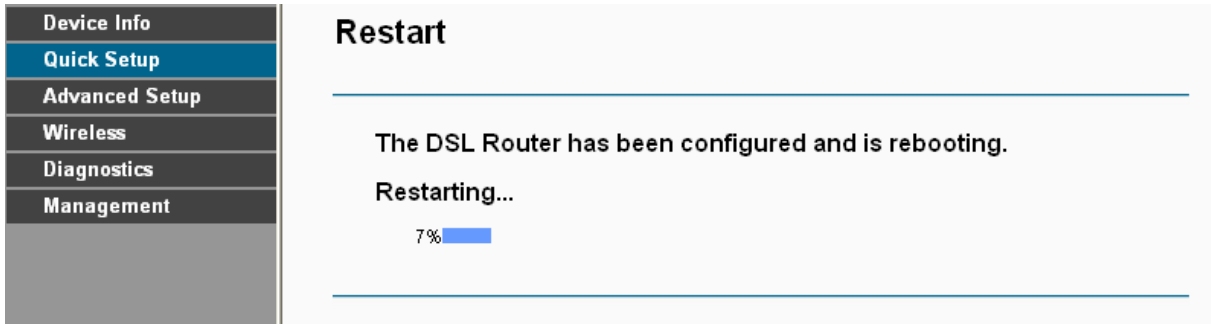 Device Info
Quick Setup
Advanced Setup
Wireless
Diagnostics
Management
Restart
The DSL Router has been configured and is rebooting.
Restarting...
7%